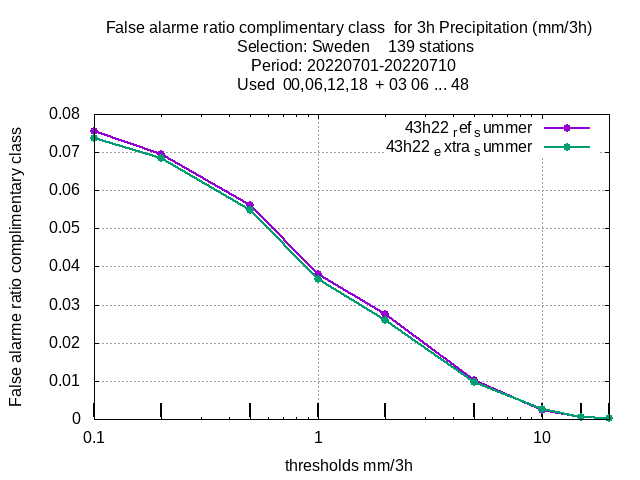 False alarme ratio complimentary class  for 3h Precipitation (mm/3h)
Selection: Sweden    139 stations
Period: 20220701-20220710
Used  00,06,12,18  + 03 06 ... 48
43h22 ref summer
43h22 extra summer
False alarme ratio complimentary class
0.08
0.07
0.06
0.05
0.04
0.03
0.02
0.01
0
0.1 1 10
thresholds mm/3h